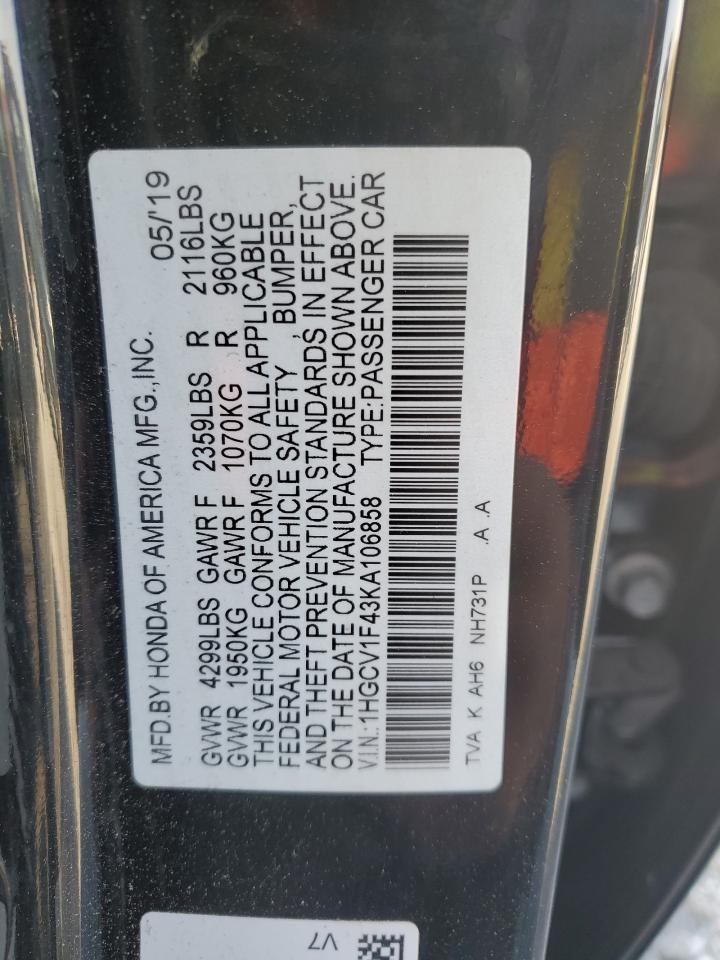 MFD.BY HONDA OF AMERICA MFG.,INC. 05/'19
GVWR 4299LBS GAWR F 2359LBS R 2116LBS
GVWR 1950KG GAWR F 1070KG R 960KG
THIS VEHICLE CONFORMS TO ALL APPLICABLE
FEDERAL MOTOR VEHICLE SAFETY , BUMPER,
AND THEFT PREVENTION STANDARDS IN EFFECT
ON THE DATE OF MANUFACTURE SHOWN ABOVE.
V.I.N.:1HGCV1F43KA106858 TYPE:PASSENGER CAR
TVA K AH6 NH731P .A .A
V7